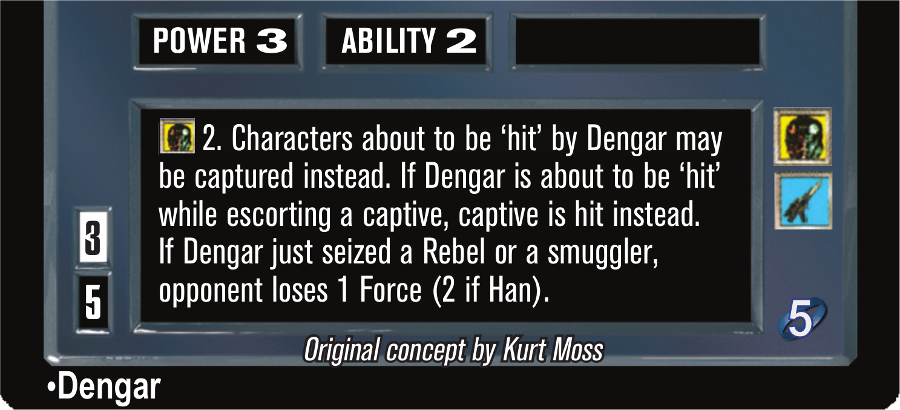 POWER 3 ABILITY 2
2. Characters about to be ‘hit’ by Dengar may
be captured instead. If Dengar is about to be ‘hit’
while escorting a captive, captive is hit instead.
If Dengar just seized a Rebel or a smuggler,
opponent loses 1 Force (2 if Han).
3
5
5
Original concept by Kurt Moss
•Dengar